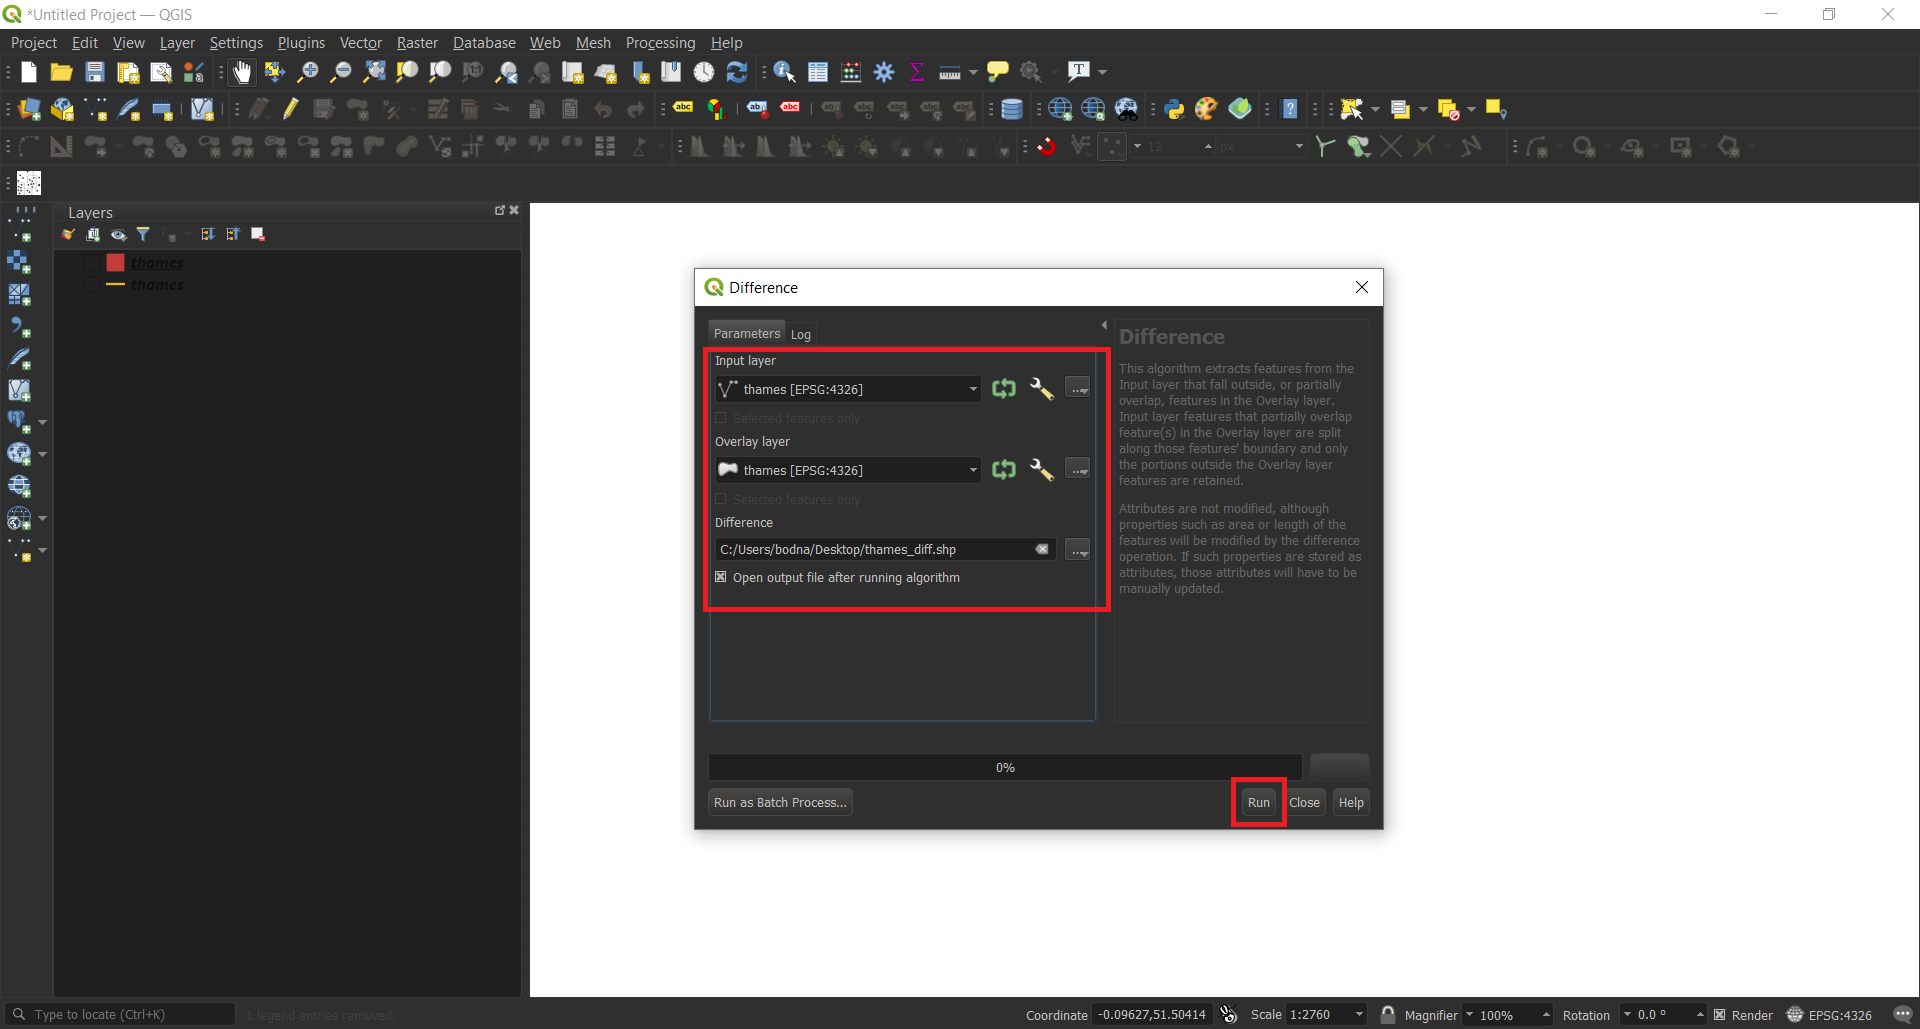 *Untitled Project — QGIS
Project Edit View Layer Settings Plugins Vector Raster Database Web Mesh Processing Help
12 px
Layers
thames
thames
Difference
Parameters Log
Input layer
thames [EPSG:4326]
Selected features only
Overlay layer
thames [EPSG:4326]
Selected features only
Difference
C:/Users/bodna/Desktop/thames_diff.shp
Open output file after running algorithm
Difference
This algorithm extracts features from the
Input layer that fall outside, or partially
overlap, features in the Overlay layer.
Input layer features that partially overlap
feature(s) in the Overlay layer are split
along those features' boundary and only
the portions outside the Overlay layer
features are retained.
Attributes are not modified, although
properties such as area or length of the
features will be modified by the difference
operation. If such properties are stored as
attributes, those attributes will have to be
manually updated.
0%
Run as Batch Process...
Run Close Help
Type to locate (Ctrl+K) 1 legend entries removed. Coordinate -0.09627,51.50414 Scale 1:2760 Magnifier 100% Rotation 0.0 ° Render EPSG:4326